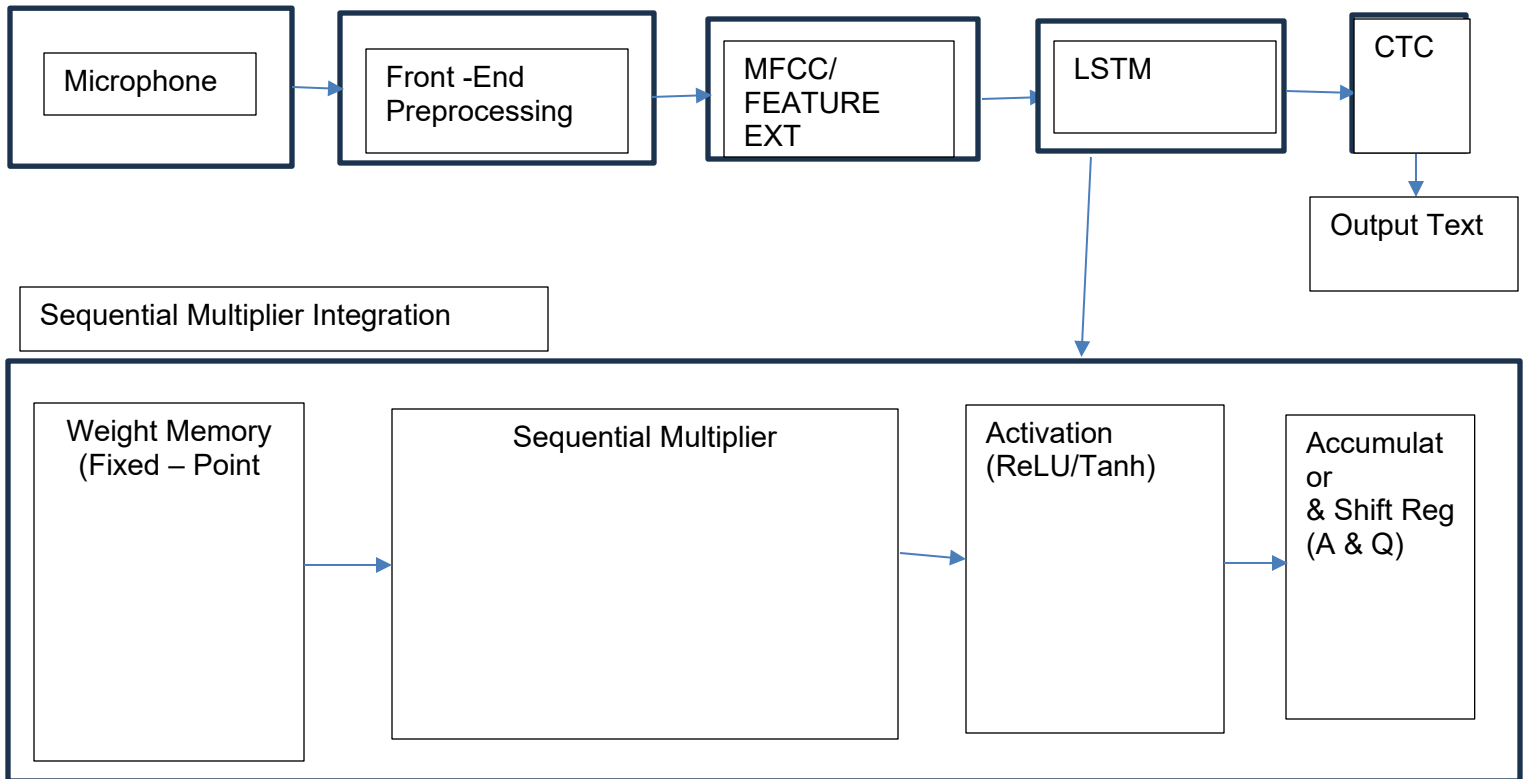 Microphone
Front -End
Preprocessing
MFCC/
FEATURE
EXT
LSTM
CTC
Output Text
Sequential Multiplier Integration
Weight Memory
(Fixed – Point
Sequential Multiplier
Activation
(ReLU/Tanh)
Accumulat
or
& Shift Reg
(A & Q)